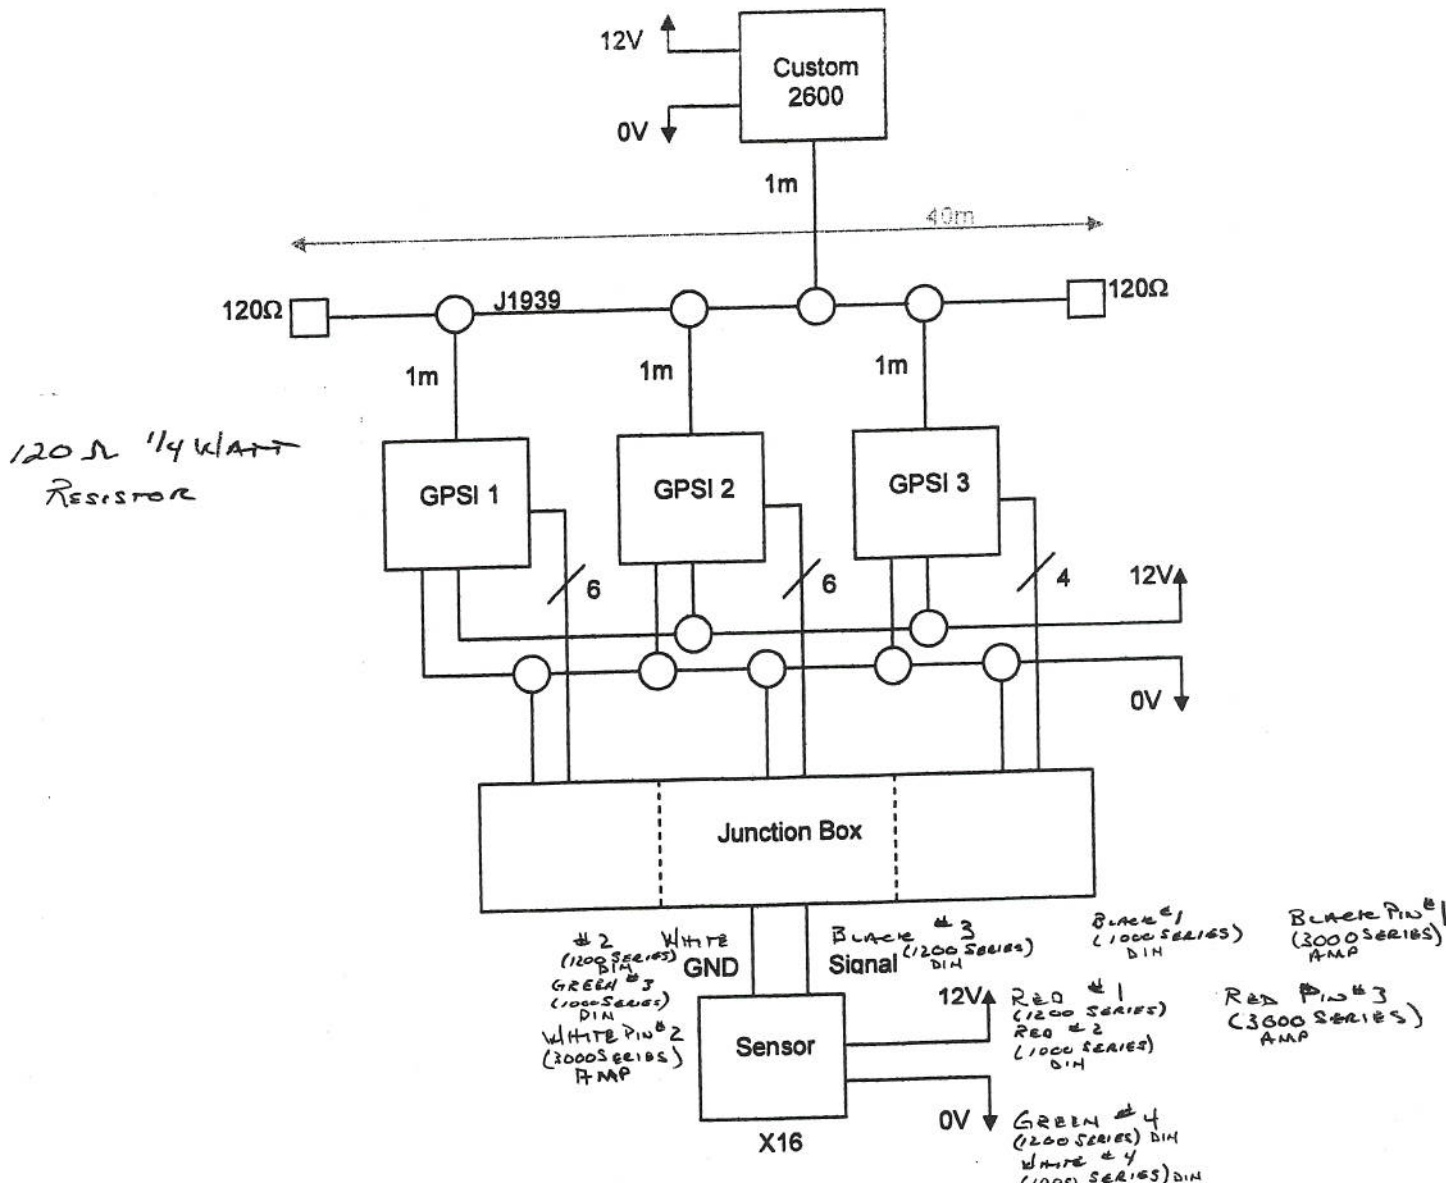 12V
Custom
2600
0V
1m
40m
120Ω
J1939
120Ω
1m
1m
1m
120 Ω 1/4 WATT
RESISTOR
GPSI 1
GPSI 2
GPSI 3
6
6
4
12V
0V
Junction Box
#2 WHITE
(1200 SERIES)
DIN
GND
GREEN #3
(1000 SERIES)
DIN
WHITE PIN #2
(3000 SERIES)
AMP
BLACK #3
(1200 SERIES)
DIN
Signal
BLACK #1
(1000 SERIES)
DIN
BLACK PIN #1
(3000 SERIES)
AMP
Sensor
X16
12V
RED #1
(1200 SERIES)
RED #2
(1000 SERIES)
DIN
RED PIN #3
(3000 SERIES)
AMP
0V
GREEN #4
(1200 SERIES) DIN
WHITE #4
(1000 SERIES) DIN